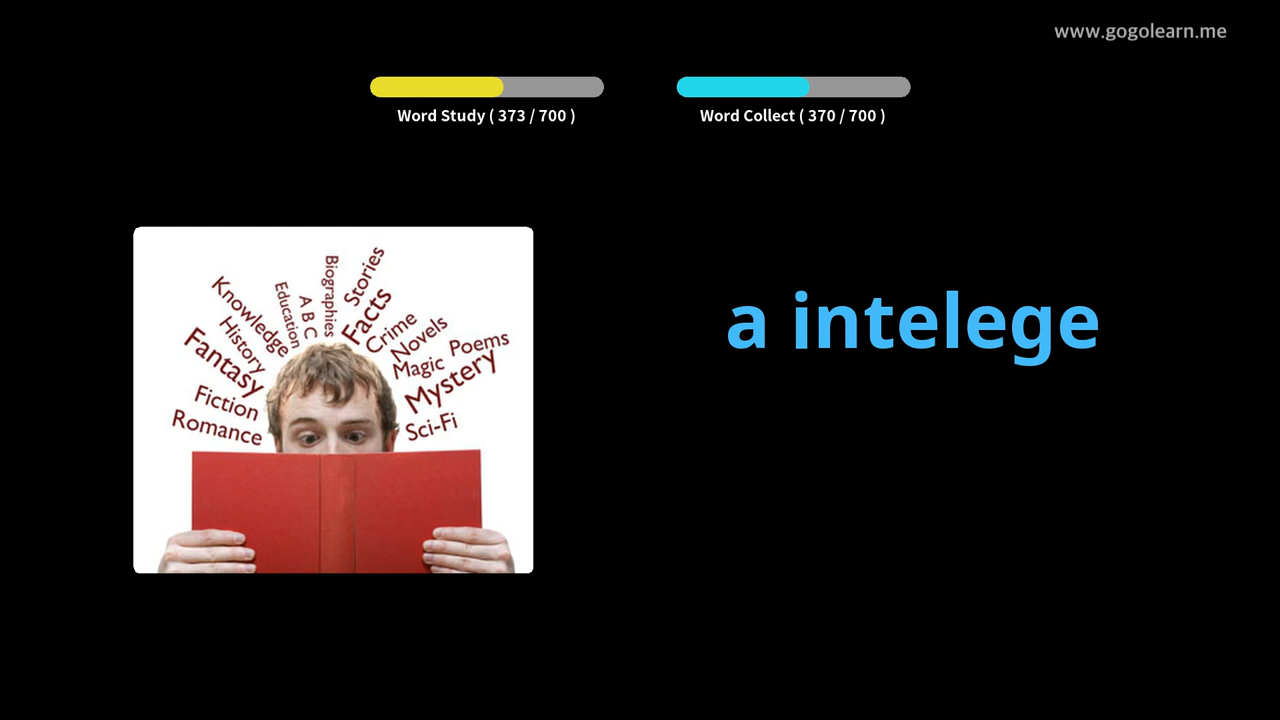 www.gogolearn.me
Word Study ( 373 / 700 )
Word Collect ( 370 / 700 )
a intelege
Biographies
Stories
Education
A B C
Facts
Knowledge
Crime
History
Novels
Poems
Fantasy
Magic
Mystery
Fiction
Romance
Sci-Fi